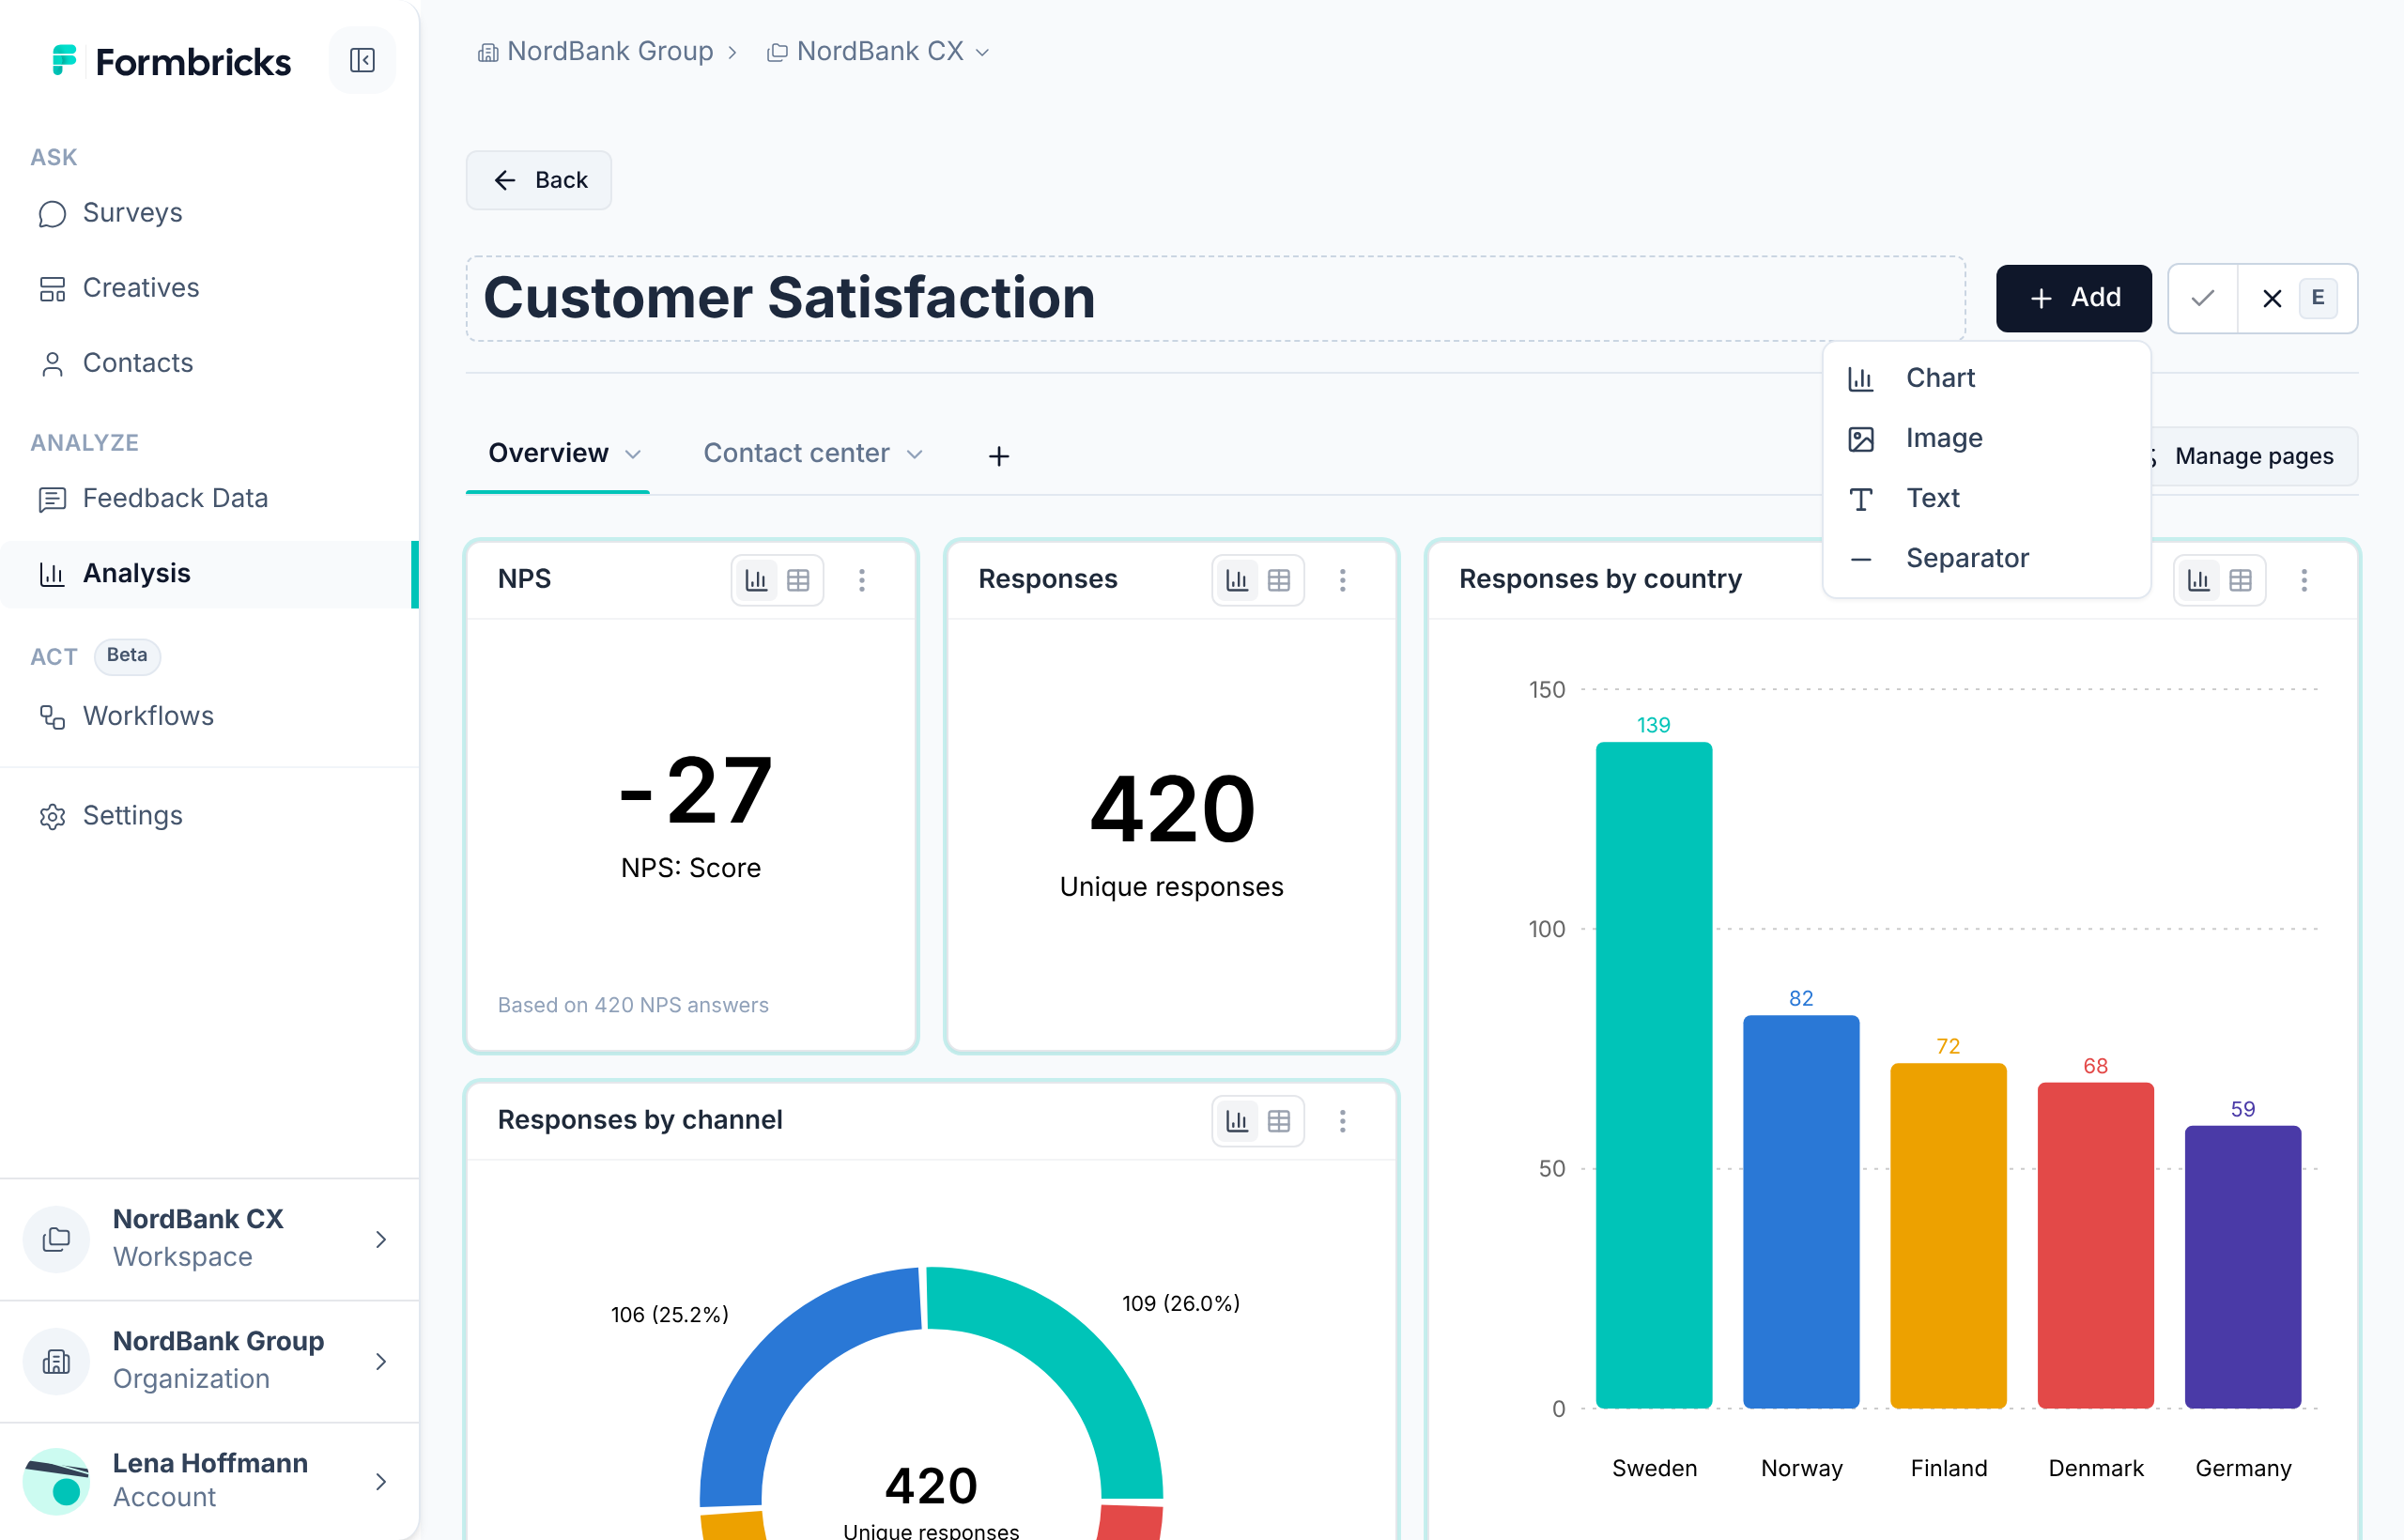 Formbricks
NordBank Group
NordBank CX
ASK
Surveys
Creatives
Contacts
ANALYZE
Feedback Data
Analysis
ACT Beta
Workflows
Settings
NordBank CX
Workspace
NordBank Group
Organization
Lena Hoffmann
Account
Back
Customer Satisfaction
Add
E
Chart
Image
Text
Separator
Overview
Contact center
Manage pages
NPS
-27
NPS: Score
Based on 420 NPS answers
Responses
420
Unique responses
Responses by country
150
100
50
0
139
82
72
68
59
Sweden
Norway
Finland
Denmark
Germany
Responses by channel
106 (25.2%)
109 (26.0%)
420
Unique responses